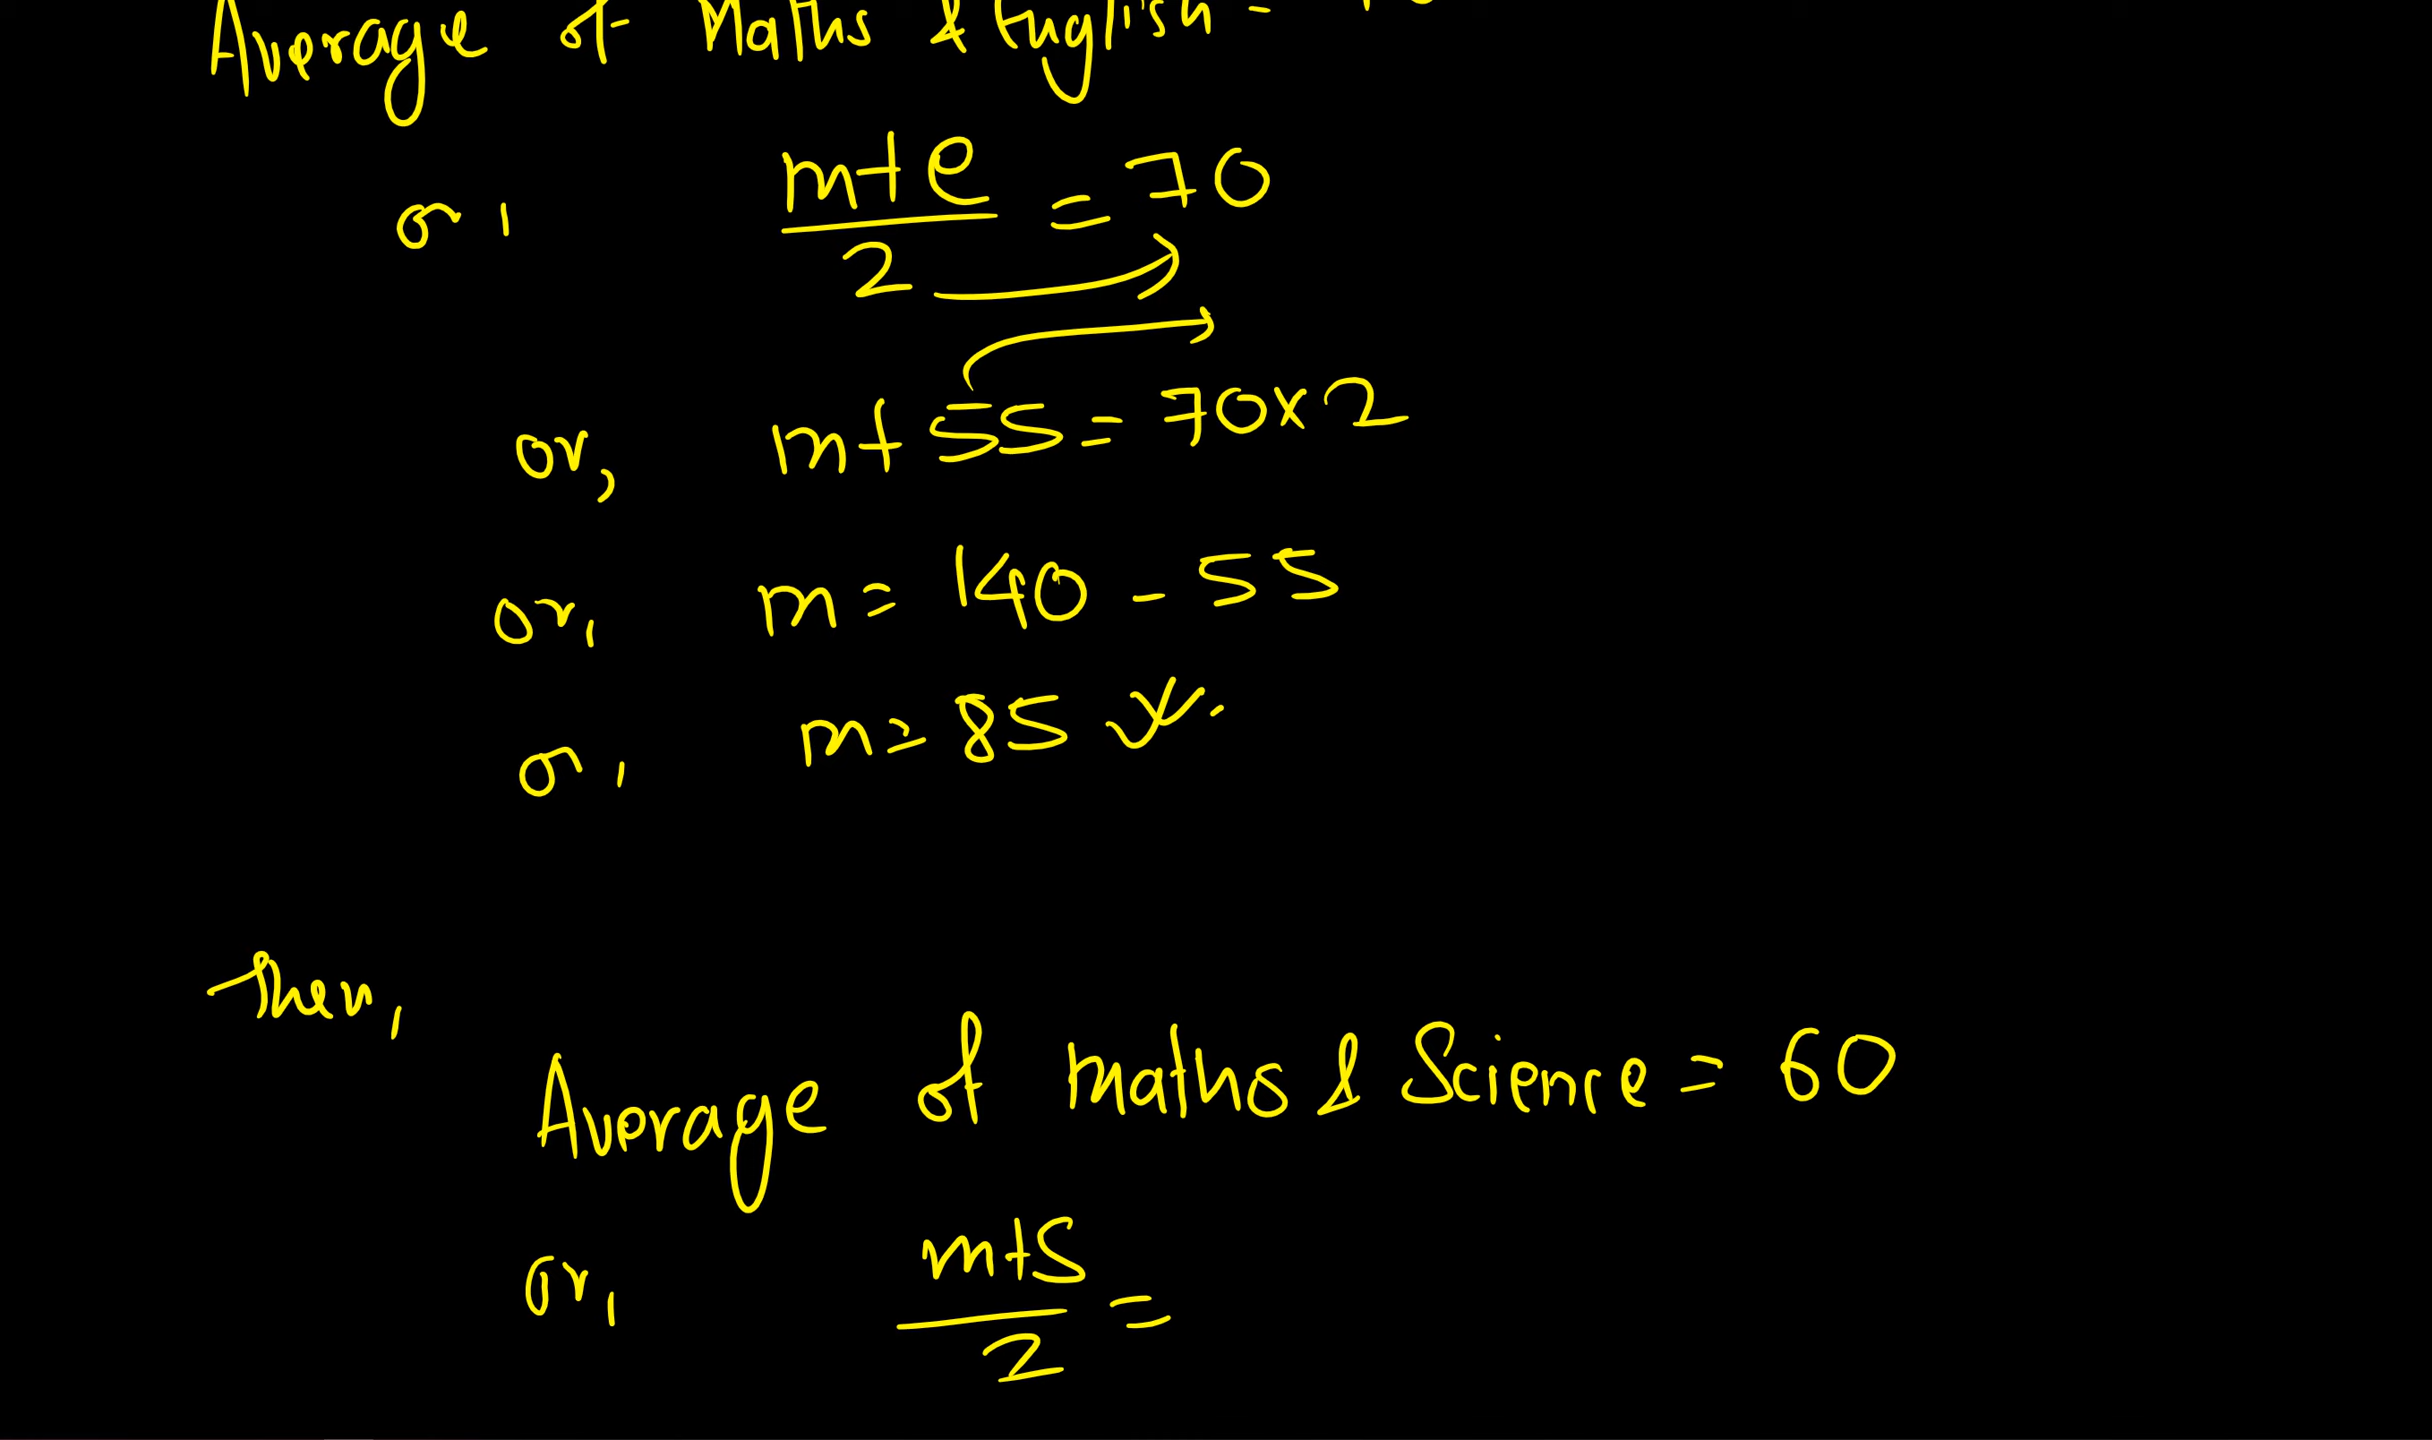 Average of Maths & English =
or, m+e/2 = 70
or, m+55=70×2
or, m= 140 - 55
or, m= 85
Then,
Average of Maths & Science = 60
or, m+s/2 =